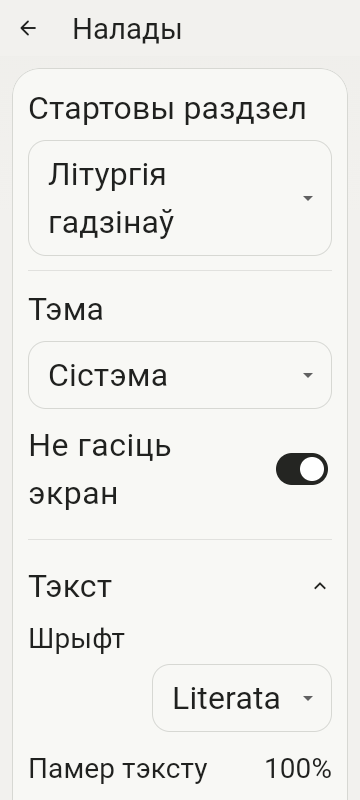 Налады
Стартовы раздзел
Літургія
гадзінаў
Тэма
Сістэма
Не гасіць
экран
Тэкст
Шрыфт
Literata
Памер тэксту 100%